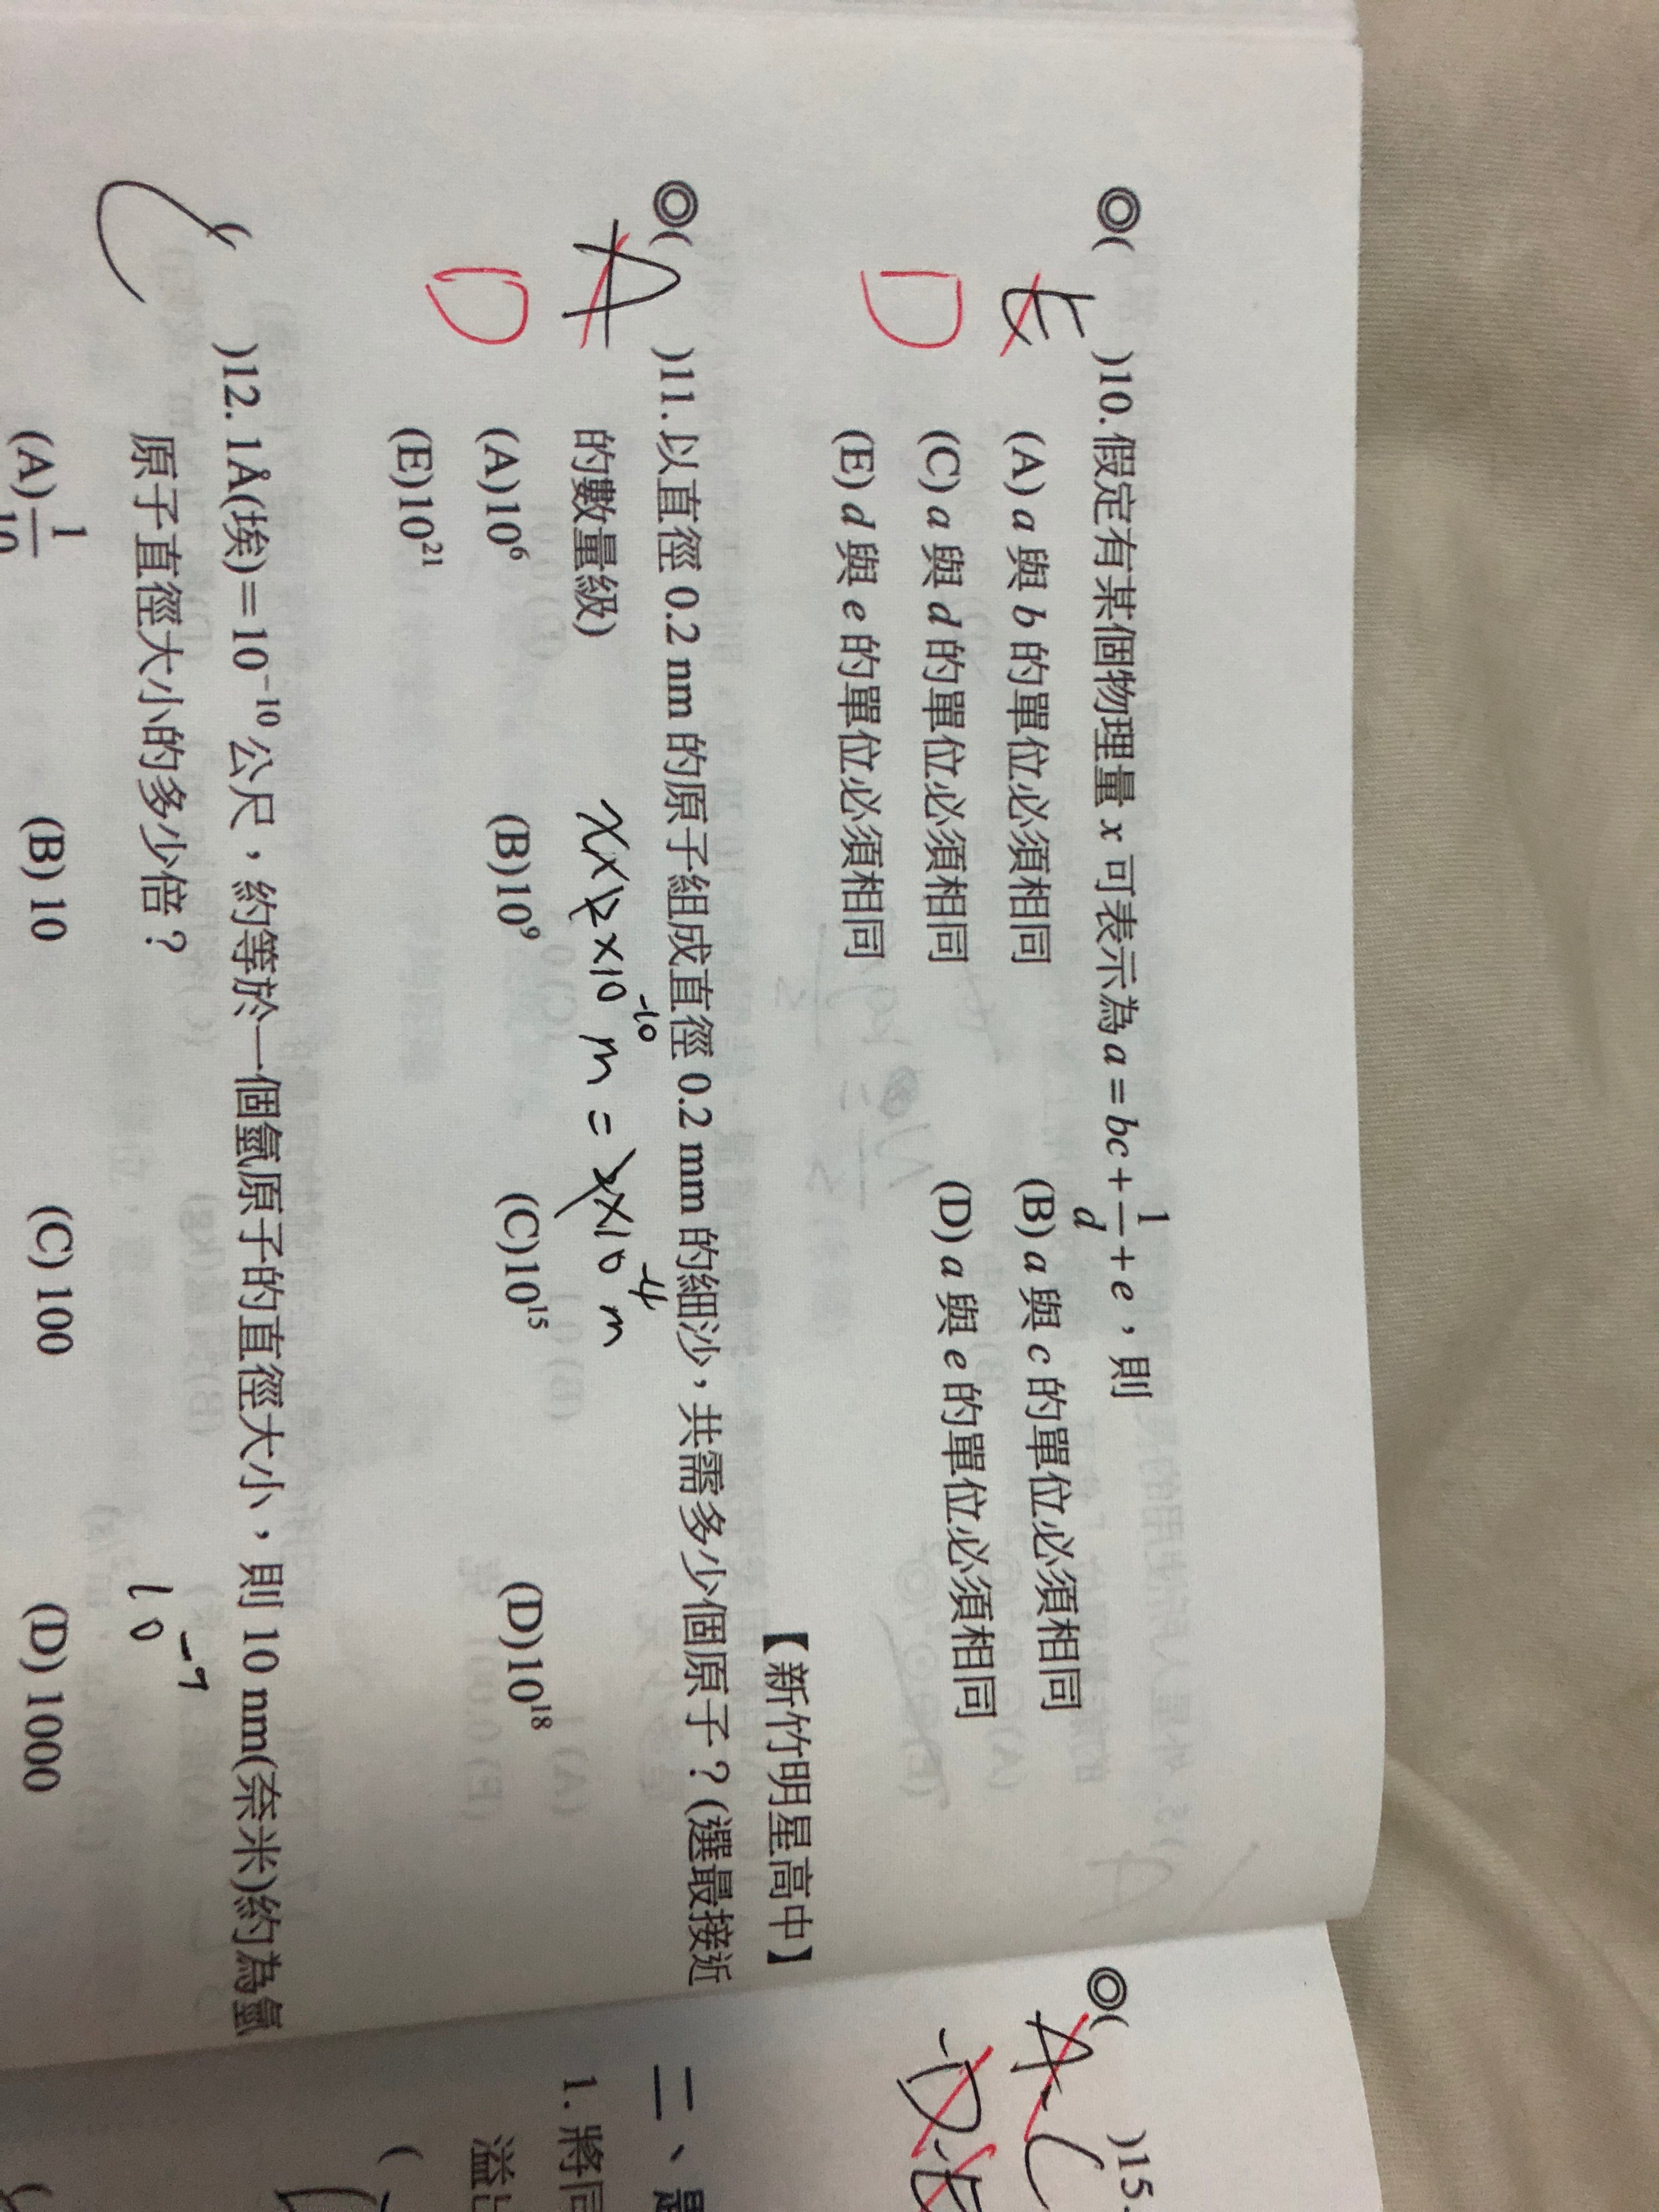 ◎( E )10. 假定有某個物理量 x 可表示為 a = bc + 1/d + e，則
D
(A) a 與 b 的單位必須相同 (B) a 與 c 的單位必須相同
(C) a 與 d 的單位必須相同 (D) a 與 e 的單位必須相同
(E) d 與 e 的單位必須相同
【新竹明星高中】
◎( A )11. 以直徑 0.2 nm 的原子組成直徑 0.2 mm 的細沙，共需多少個原子？(選最接近
的數量級)
D
x × 2 × 10⁻¹⁰ m = 2 × 10⁻⁴ m
(A)10⁶ (B)10⁹ (C)10¹⁵ (D)10¹⁸
(E)10²¹
( C )12. 1Å(埃)＝10⁻¹⁰公尺，約等於一個氫原子的直徑大小，則 10 nm(奈米)約為氫
原子直徑大小的多少倍？
(A) 1/10 (B) 10 (C) 100 (D) 1000
◎( A C )15.
D E
二、
1. 將